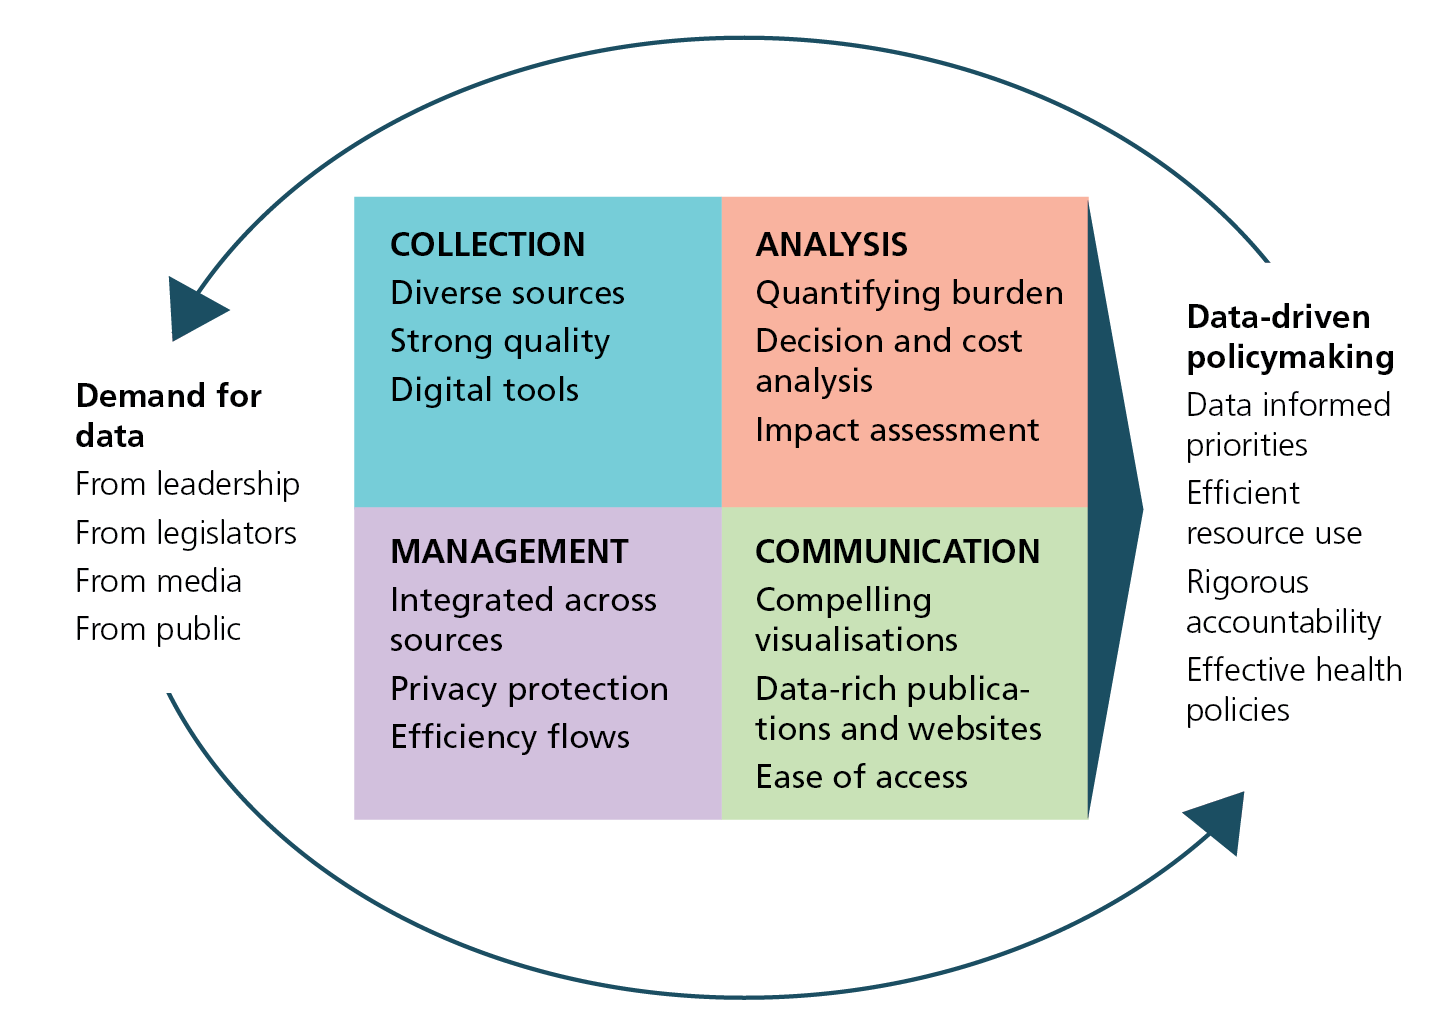 Demand for
data
From leadership
From legislators
From media
From public
COLLECTION
Diverse sources
Strong quality
Digital tools
ANALYSIS
Quantifying burden
Decision and cost
analysis
Impact assessment
MANAGEMENT
Integrated across
sources
Privacy protection
Efficiency flows
COMMUNICATION
Compelling
visualisations
Data-rich publica-
tions and websites
Ease of access
Data-driven
policymaking
Data informed
priorities
Efficient
resource use
Rigorous
accountability
Effective health
policies